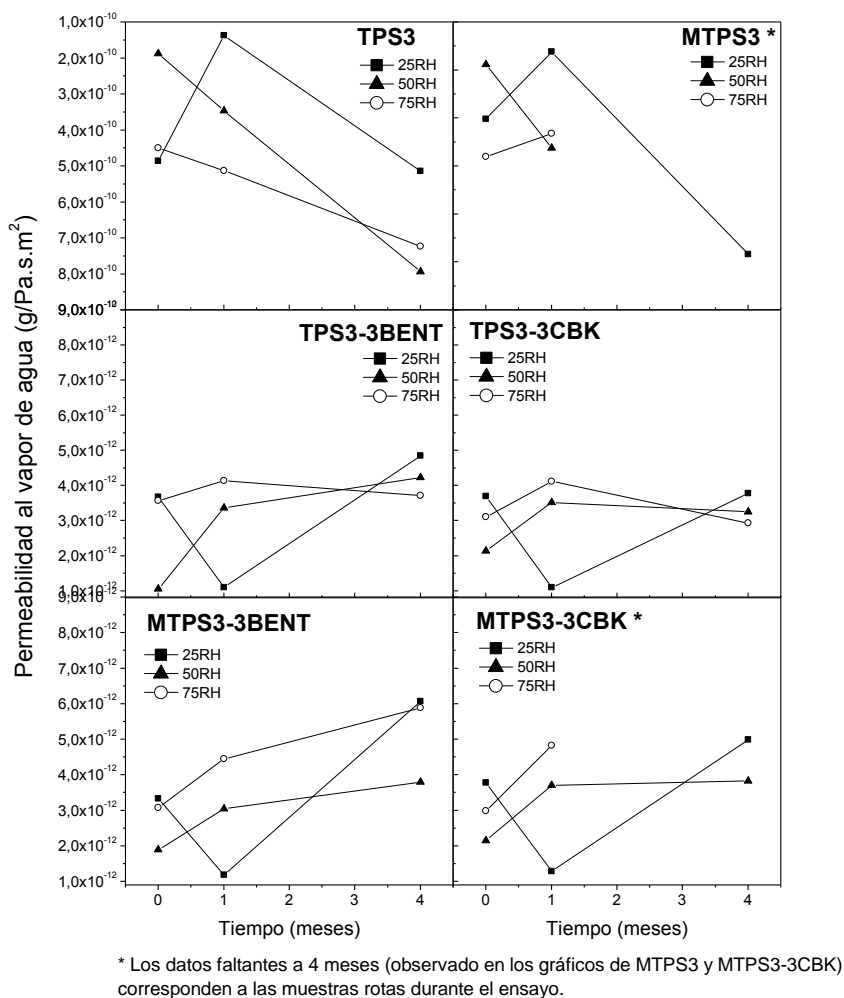 Permeabilidad al vapor de agua (g/Pa.s.m²)
1,0x10⁻¹⁰
2,0x10⁻¹⁰
3,0x10⁻¹⁰
4,0x10⁻¹⁰
5,0x10⁻¹⁰
6,0x10⁻¹⁰
7,0x10⁻¹⁰
8,0x10⁻¹⁰
TPS3
25RH
50RH
75RH
MTPS3 *
25RH
50RH
75RH
8,0x10⁻¹²
7,0x10⁻¹²
6,0x10⁻¹²
5,0x10⁻¹²
4,0x10⁻¹²
3,0x10⁻¹²
2,0x10⁻¹²
1,0x10⁻¹²
TPS3-3BENT
25RH
50RH
75RH
TPS3-3CBK
25RH
50RH
75RH
8,0x10⁻¹²
7,0x10⁻¹²
6,0x10⁻¹²
5,0x10⁻¹²
4,0x10⁻¹²
3,0x10⁻¹²
2,0x10⁻¹²
1,0x10⁻¹²
MTPS3-3BENT
25RH
50RH
75RH
MTPS3-3CBK *
25RH
50RH
75RH
0 1 2 3 4 0 1 2 3 4
Tiempo (meses) Tiempo (meses)
* Los datos faltantes a 4 meses (observado en los gráficos de MTPS3 y MTPS3-3CBK)
corresponden a las muestras rotas durante el ensayo.